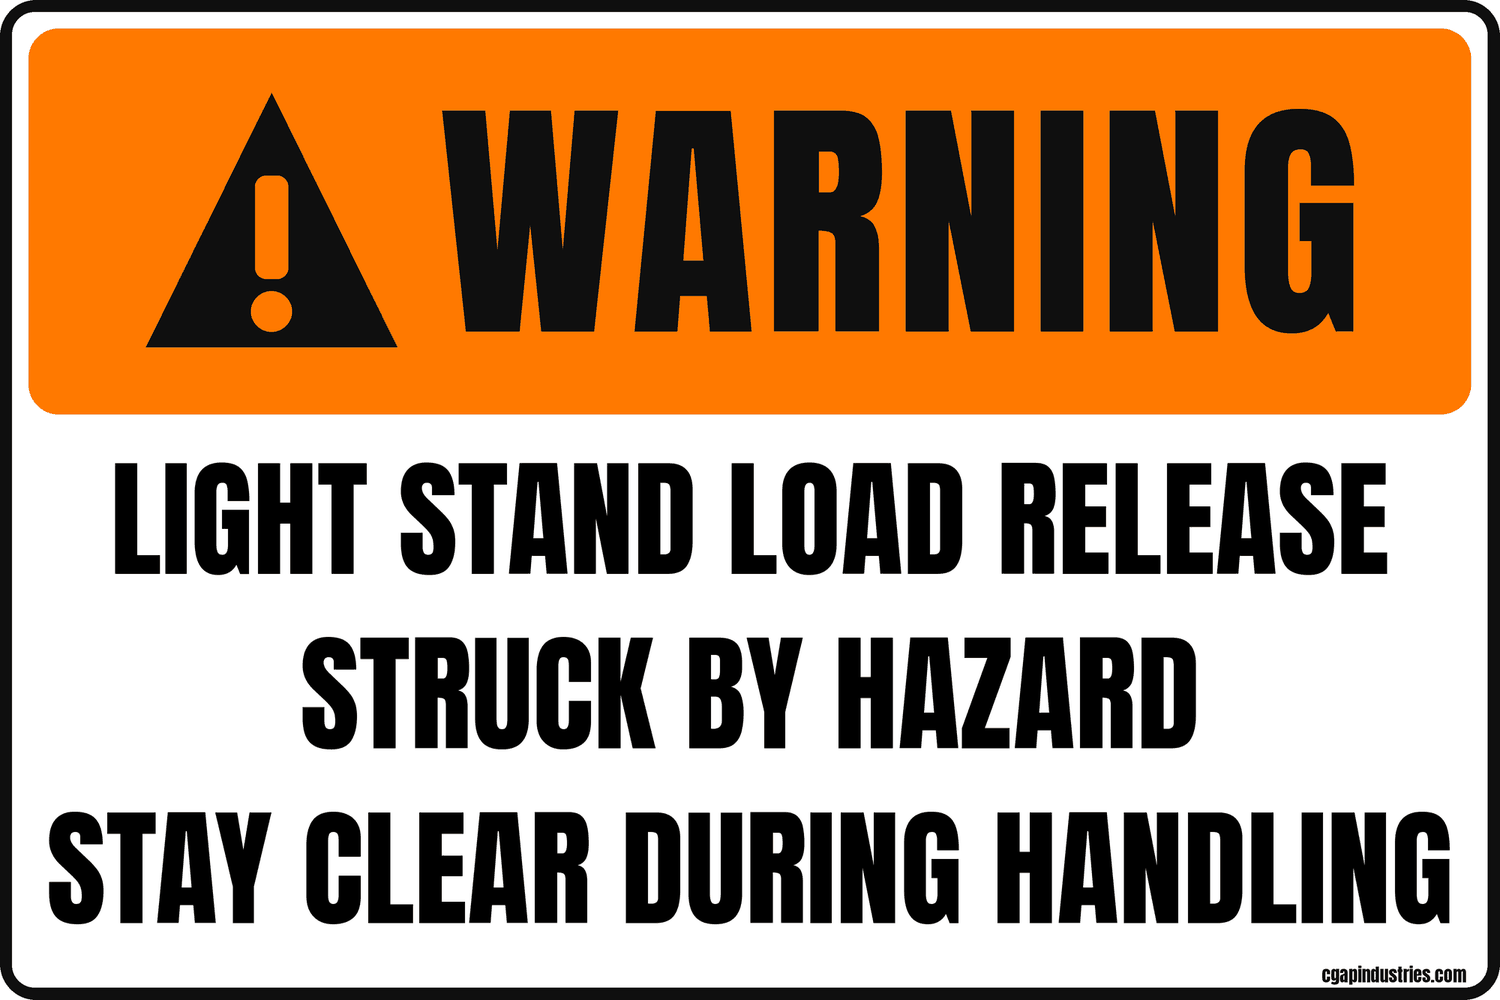 WARNING
LIGHT STAND LOAD RELEASE
STRUCK BY HAZARD
STAY CLEAR DURING HANDLING
cgapindustries.com